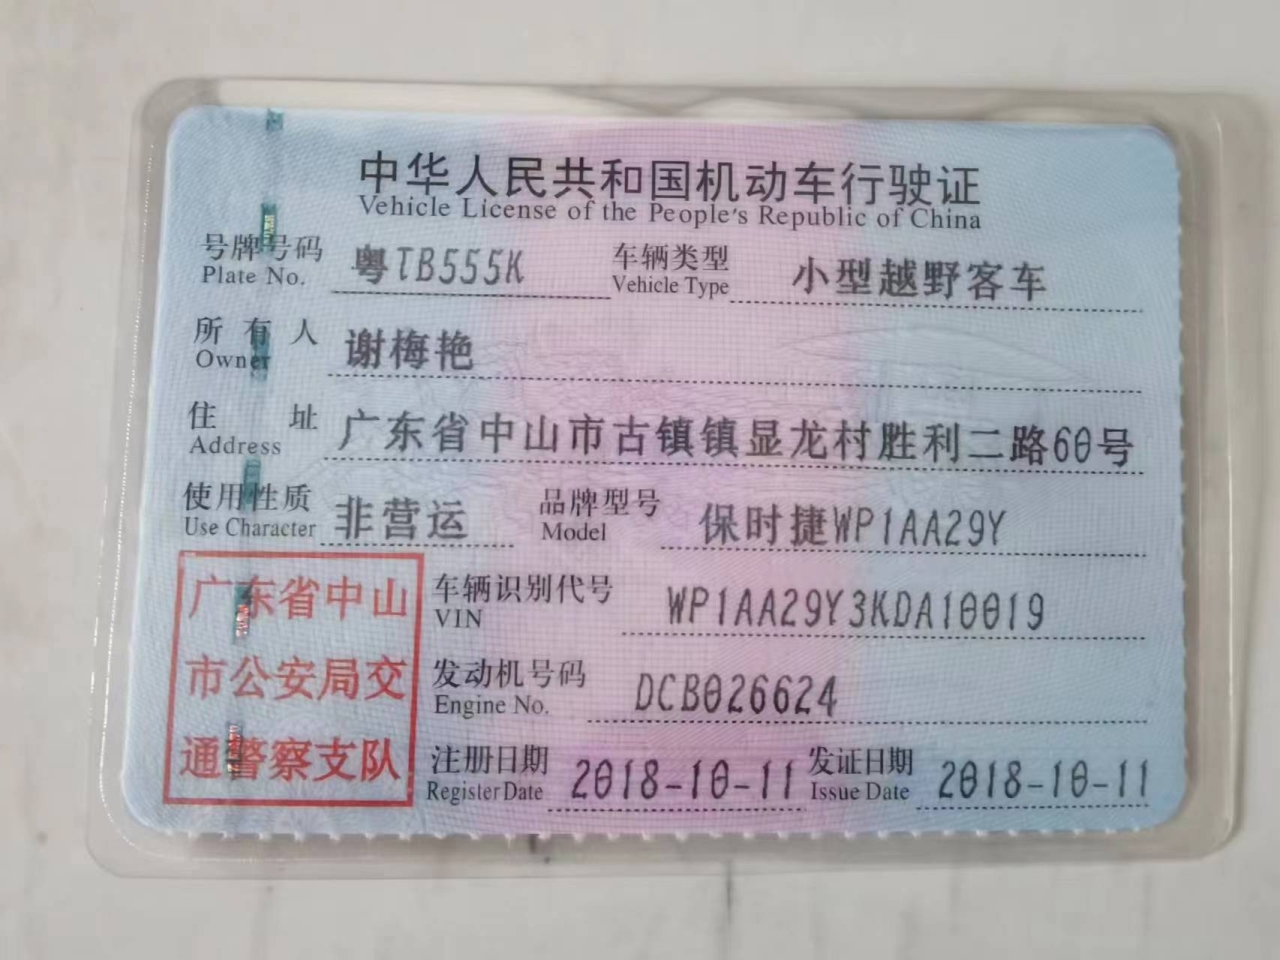 中华人民共和国机动车行驶证
Vehicle License of the People's Republic of China
号牌号码 粤TB555K 车辆类型 小型越野客车
Plate No. Vehicle Type
所有人 谢梅艳
Owner
住址 广东省中山市古镇镇显龙村胜利二路60号
Address
使用性质 非营运 品牌型号 保时捷WP1AA29Y
Use Character Model
广东省中山
市公安局交
通警察支队
车辆识别代号 WP1AA29Y3KDA10019
VIN
发动机号码 DCB026624
Engine No.
注册日期 2018-10-11 发证日期 2018-10-11
Register Date Issue Date